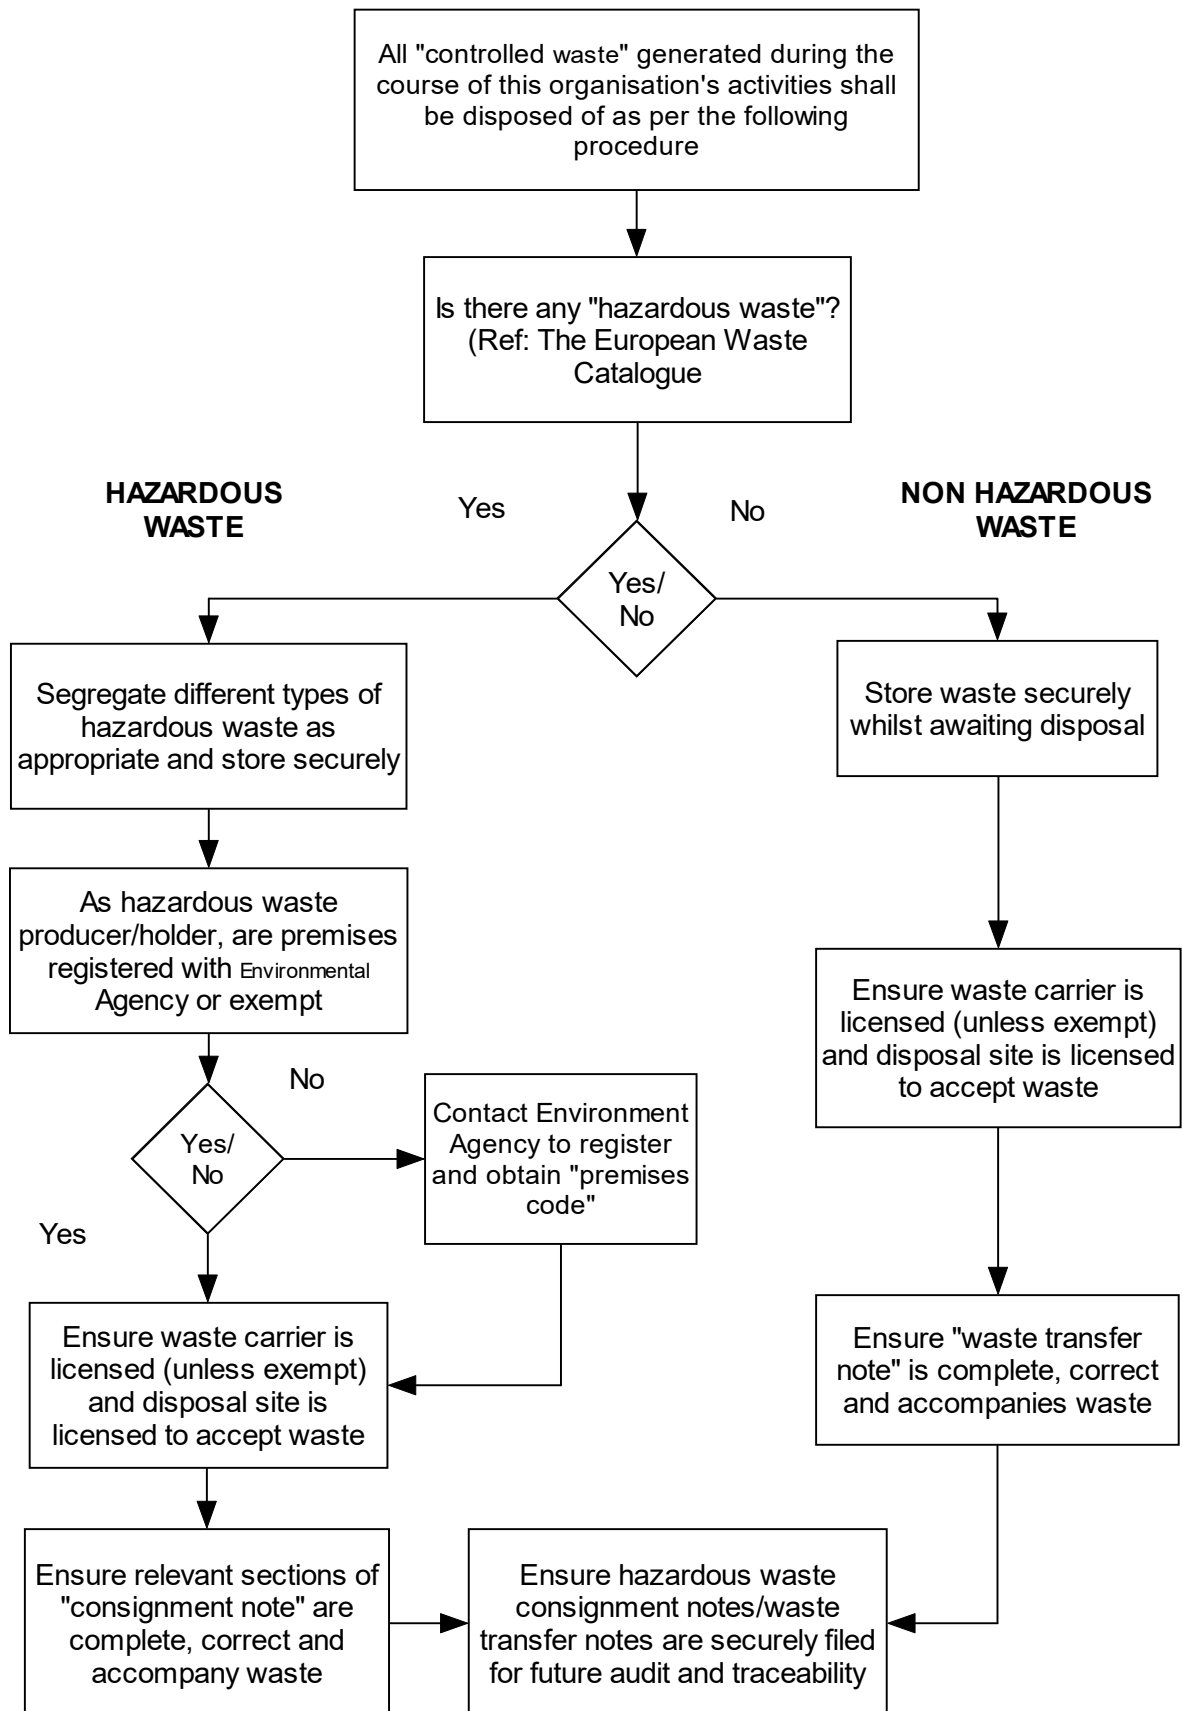 All "controlled waste" generated during the
course of this organisation's activities shall
be disposed of as per the following
procedure
Is there any "hazardous waste"?
(Ref: The European Waste
Catalogue
HAZARDOUS
WASTE
Yes
No
NON HAZARDOUS
WASTE
Yes/
No
Segregate different types of
hazardous waste as
appropriate and store securely
Store waste securely
whilst awaiting disposal
As hazardous waste
producer/holder, are premises
registered with Environmental
Agency or exempt
Ensure waste carrier is
licensed (unless exempt)
and disposal site is licensed
to accept waste
No
Yes/
No
Contact Environment
Agency to register
and obtain "premises
code"
Yes
Ensure waste carrier is
licensed (unless exempt)
and disposal site is
licensed to accept waste
Ensure "waste transfer
note" is complete, correct
and accompanies waste
Ensure relevant sections of
"consignment note" are
complete, correct and
accompany waste
Ensure hazardous waste
consignment notes/waste
transfer notes are securely filed
for future audit and traceability